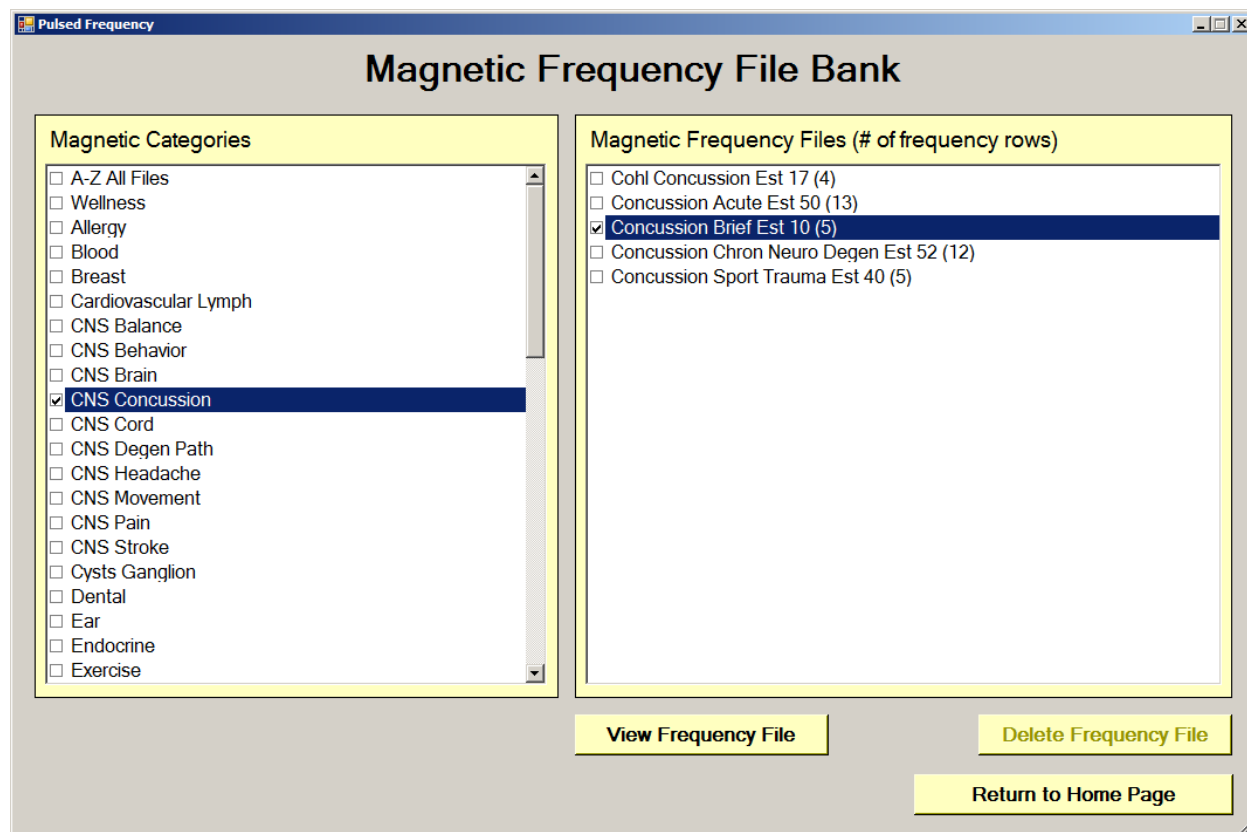 Pulsed Frequency
Magnetic Frequency File Bank
Magnetic Categories
A-Z All Files
Wellness
Allergy
Blood
Breast
Cardiovascular Lymph
CNS Balance
CNS Behavior
CNS Brain
CNS Concussion
CNS Cord
CNS Degen Path
CNS Headache
CNS Movement
CNS Pain
CNS Stroke
Cysts Ganglion
Dental
Ear
Endocrine
Exercise
Magnetic Frequency Files (# of frequency rows)
Cohl Concussion Est 17 (4)
Concussion Acute Est 50 (13)
Concussion Brief Est 10 (5)
Concussion Chron Neuro Degen Est 52 (12)
Concussion Sport Trauma Est 40 (5)
View Frequency File
Delete Frequency File
Return to Home Page